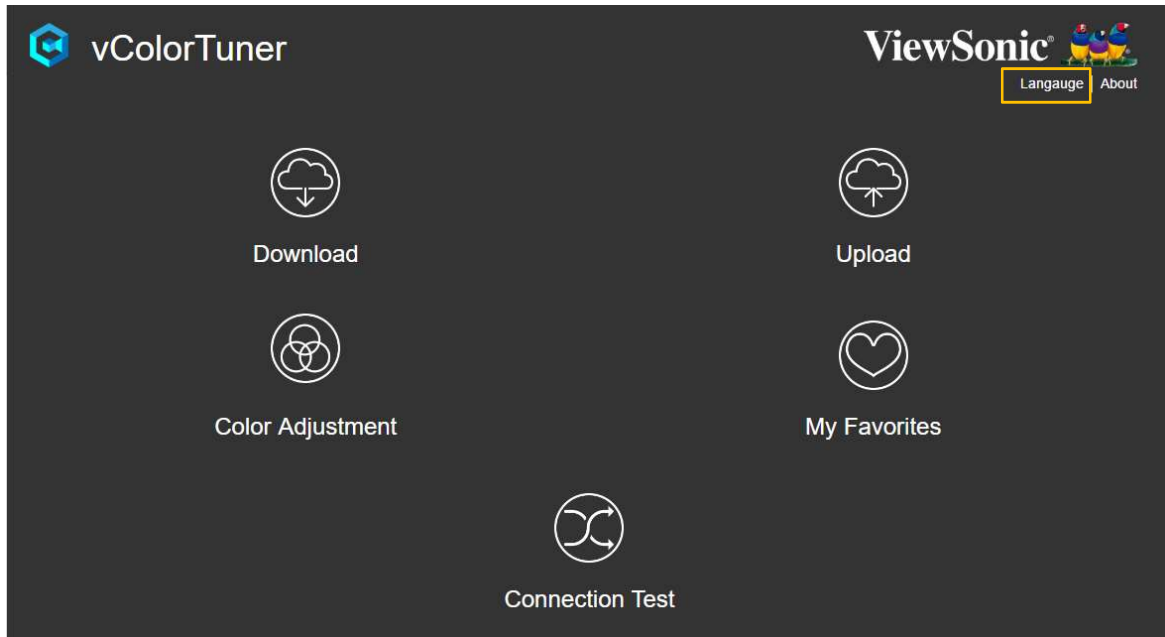 vColorTuner
ViewSonic®
Langauge | About
Download
Upload
Color Adjustment
My Favorites
Connection Test